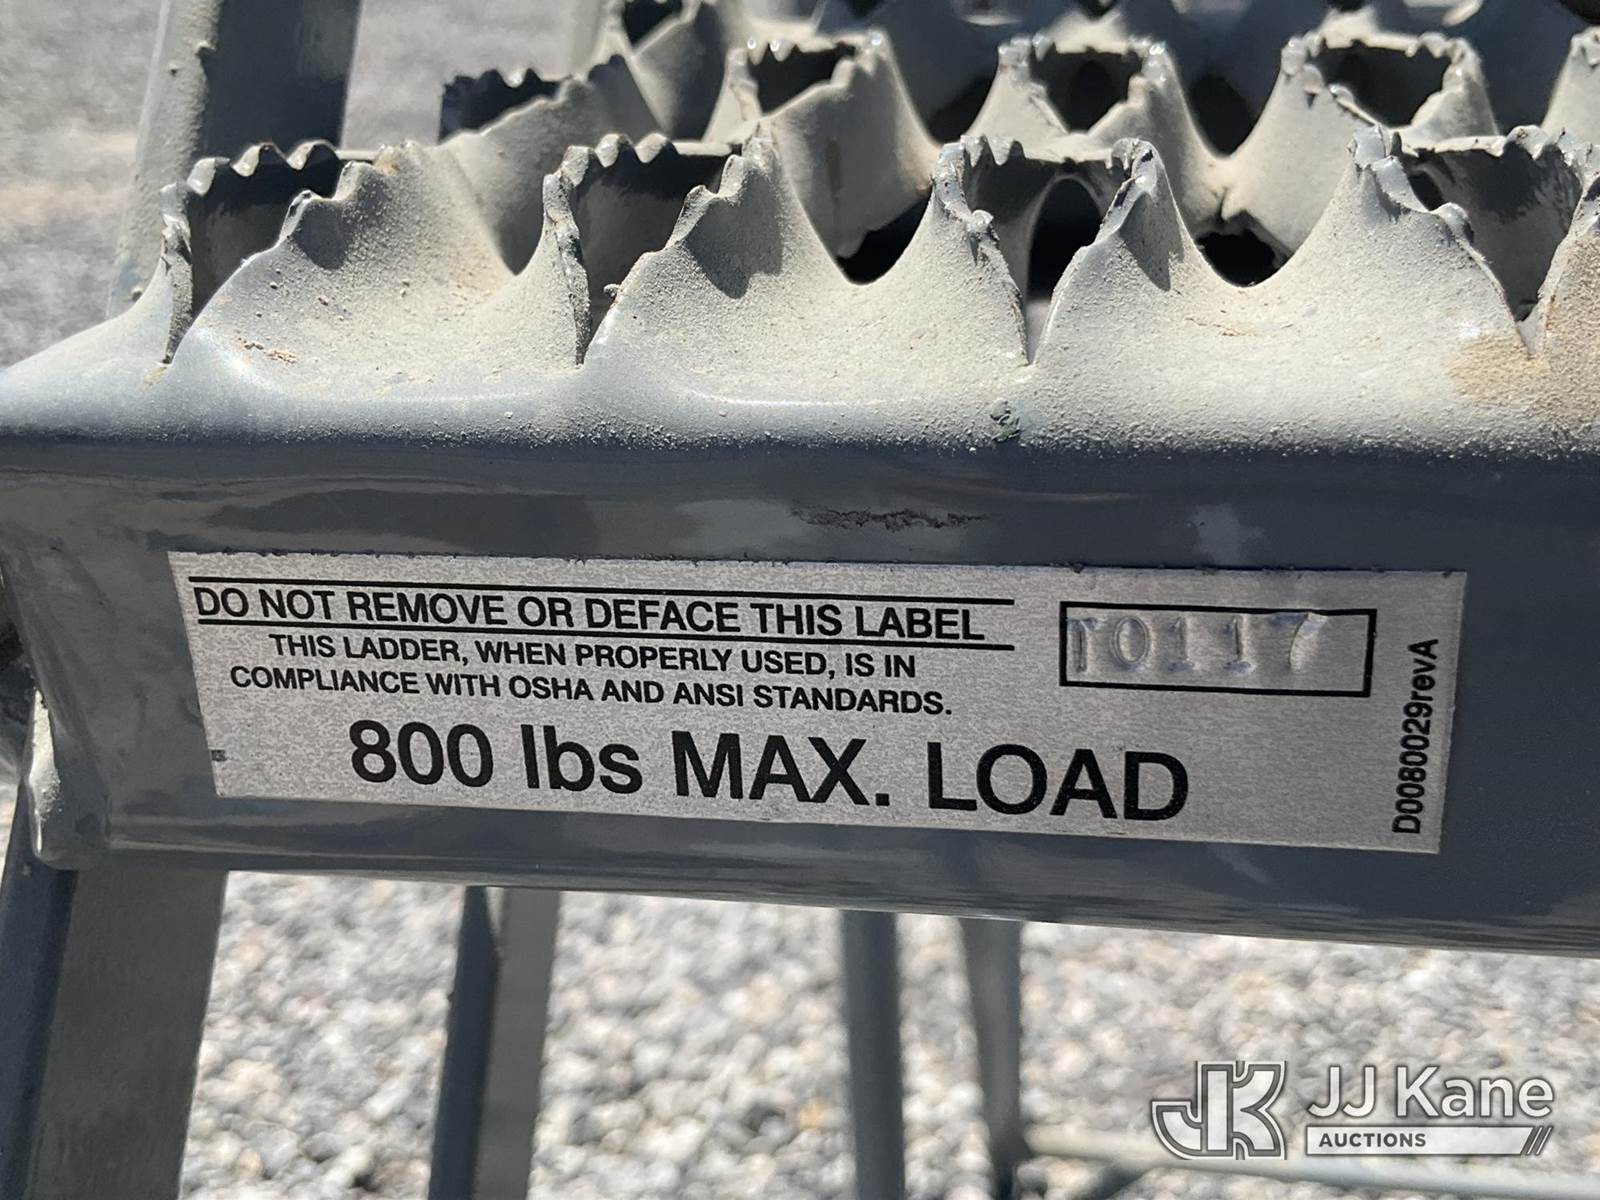 DO NOT REMOVE OR DEFACE THIS LABEL
THIS LADDER, WHEN PROPERLY USED, IS IN
COMPLIANCE WITH OSHA AND ANSI STANDARDS.
800 lbs MAX. LOAD
T0117
D0080029revA
JK JJ Kane
AUCTIONS